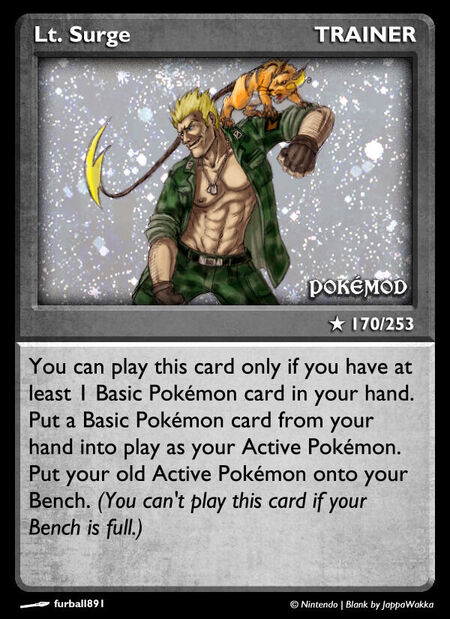 Lt. Surge TRAINER
POKÉMOD
★ 170/253
You can play this card only if you have at
least 1 Basic Pokémon card in your hand.
Put a Basic Pokémon card from your
hand into play as your Active Pokémon.
Put your old Active Pokémon onto your
Bench. (You can't play this card if your
Bench is full.)
furball891 © Nintendo | Blank by JappaWakka